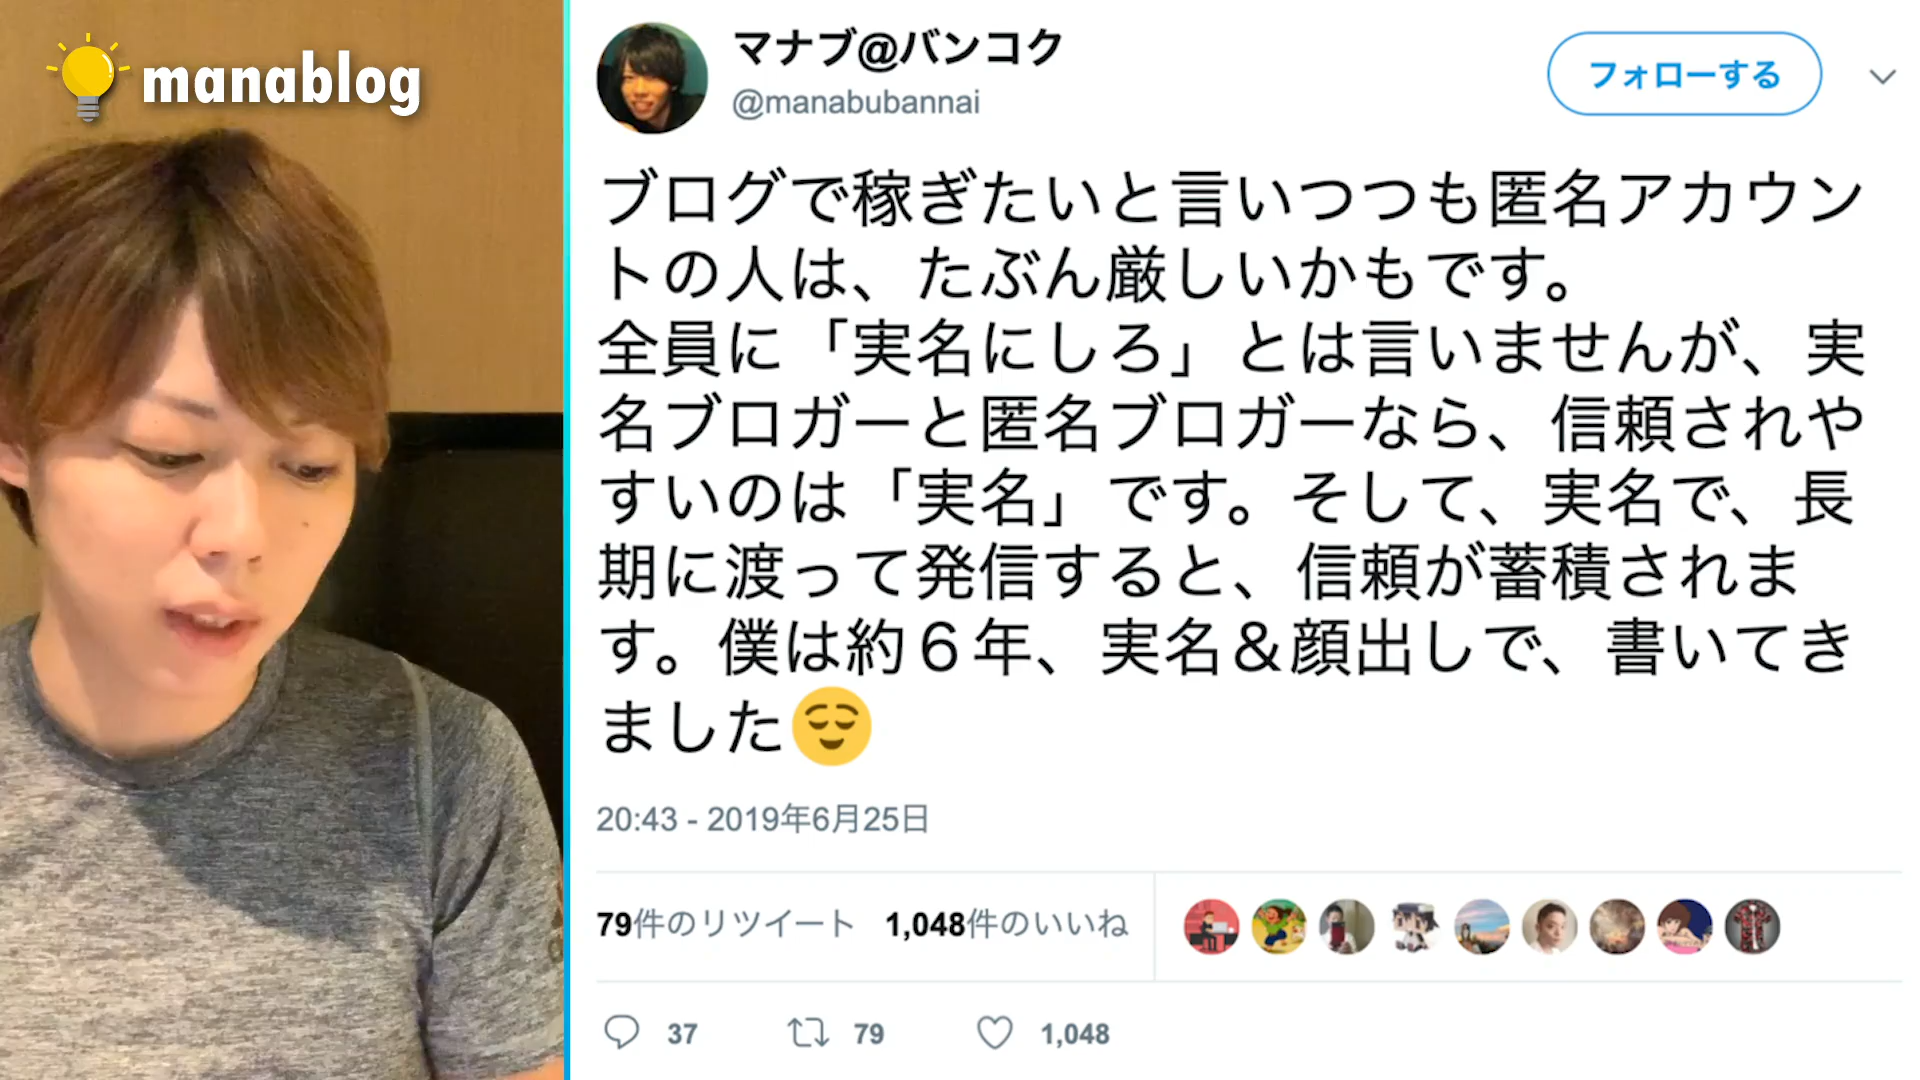 manablog
マナブ@バンコク
@manabubannai
フォローする
ブログで稼ぎたいと言いつつも匿名アカウン
トの人は、たぶん厳しいかもです。
全員に「実名にしろ」とは言いませんが、実
名ブロガーと匿名ブロガーなら、信頼されや
すいのは「実名」です。そして、実名で、長
期に渡って発信すると、信頼が蓄積されま
す。僕は約６年、実名＆顔出しで、書いてき
ました😌
20:43 - 2019年6月25日
79件のリツイート 1,048件のいいね
37 79 1,048